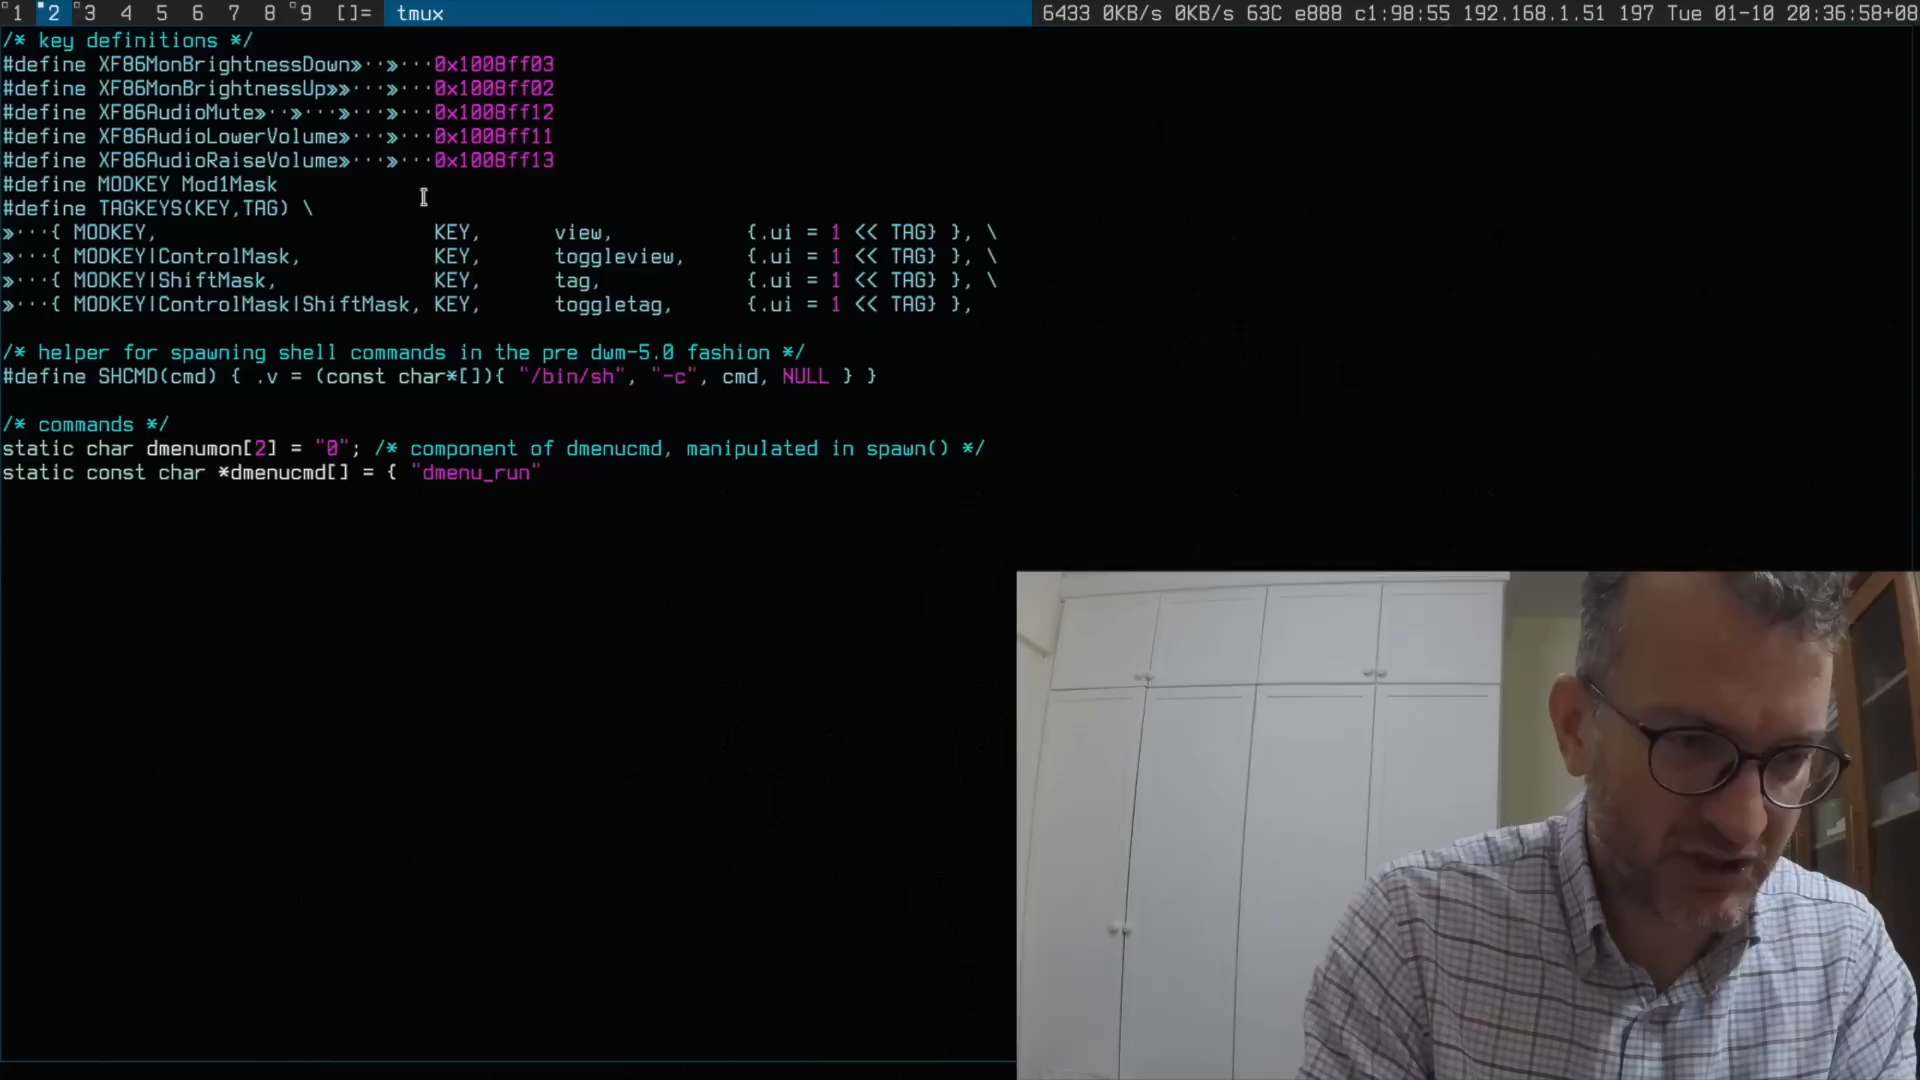 1 2 3 4 5 6 7 8 9 []= tmux 6433 0KB/s 0KB/s 63C e888 c1:98:55 192.168.1.51 197 Tue 01-10 20:36:58+08
/* key definitions */
#define XF86MonBrightnessDown»··»···0x1008ff03
#define XF86MonBrightnessUp»»···»···0x1008ff02
#define XF86AudioMute»··»···»···»···0x1008ff12
#define XF86AudioLowerVolume»···»···0x1008ff11
#define XF86AudioRaiseVolume»···»···0x1008ff13
#define MODKEY Mod1Mask
#define TAGKEYS(KEY,TAG) \
»···{ MODKEY, KEY, view, {.ui = 1 << TAG} }, \
»···{ MODKEY|ControlMask, KEY, toggleview, {.ui = 1 << TAG} }, \
»···{ MODKEY|ShiftMask, KEY, tag, {.ui = 1 << TAG} }, \
»···{ MODKEY|ControlMask|ShiftMask, KEY, toggletag, {.ui = 1 << TAG} },
/* helper for spawning shell commands in the pre dwm-5.0 fashion */
#define SHCMD(cmd) { .v = (const char*[]){ "/bin/sh", "-c", cmd, NULL } }
/* commands */
static char dmenumon[2] = "0"; /* component of dmenucmd, manipulated in spawn() */
static const char *dmenucmd[] = { "dmenu_run"